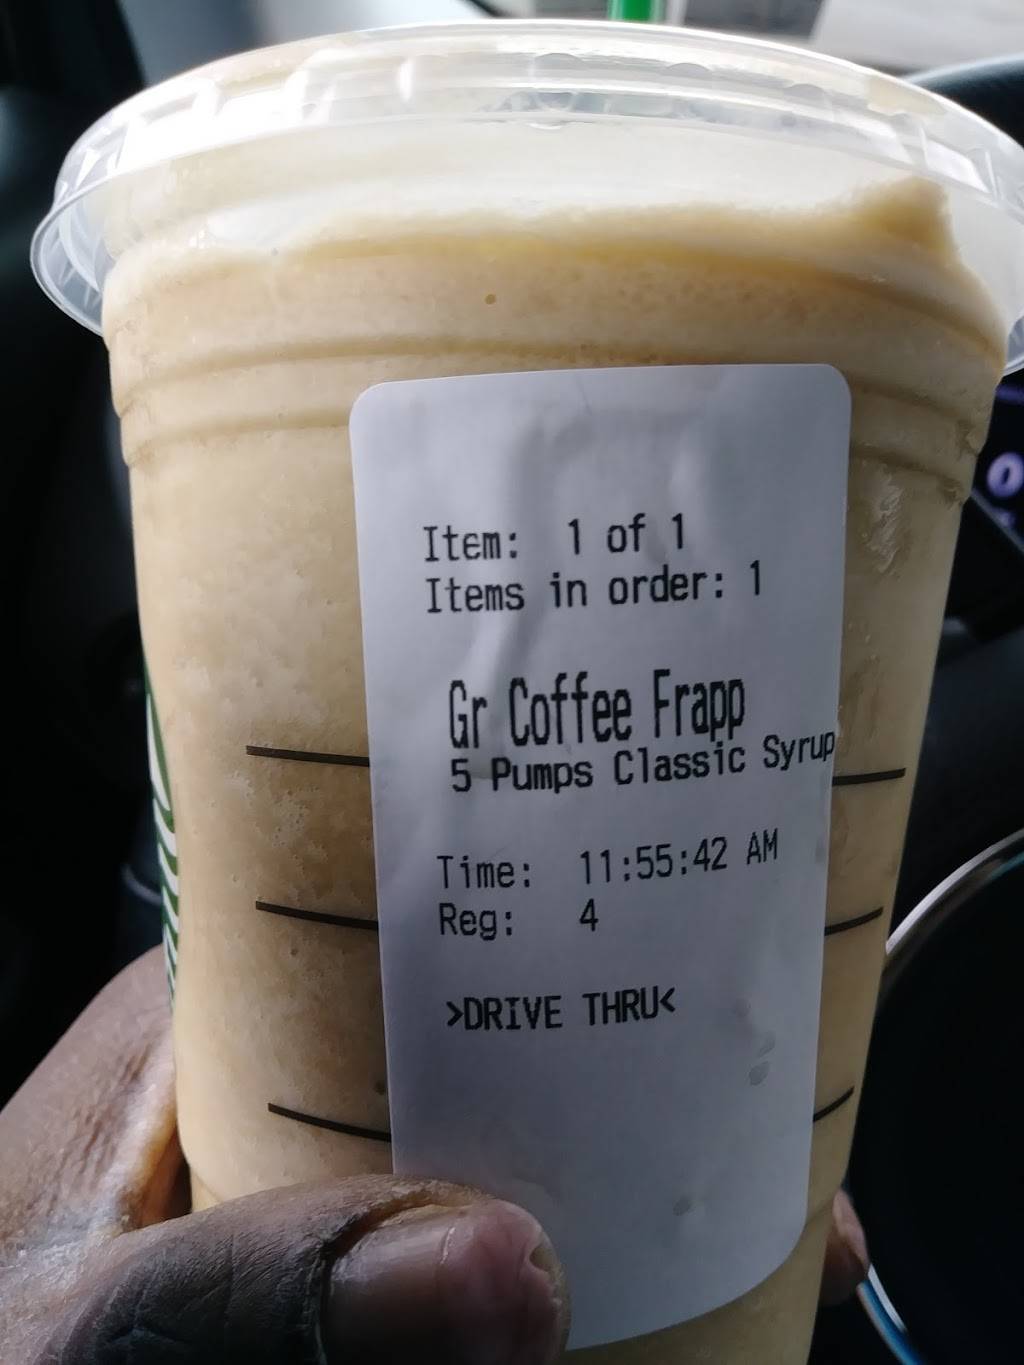 Item: 1 of 1
Items in order: 1
Gr Coffee Frapp
5 Pumps Classic Syrup
Time: 11:55:42 AM
Reg: 4
>DRIVE THRU<